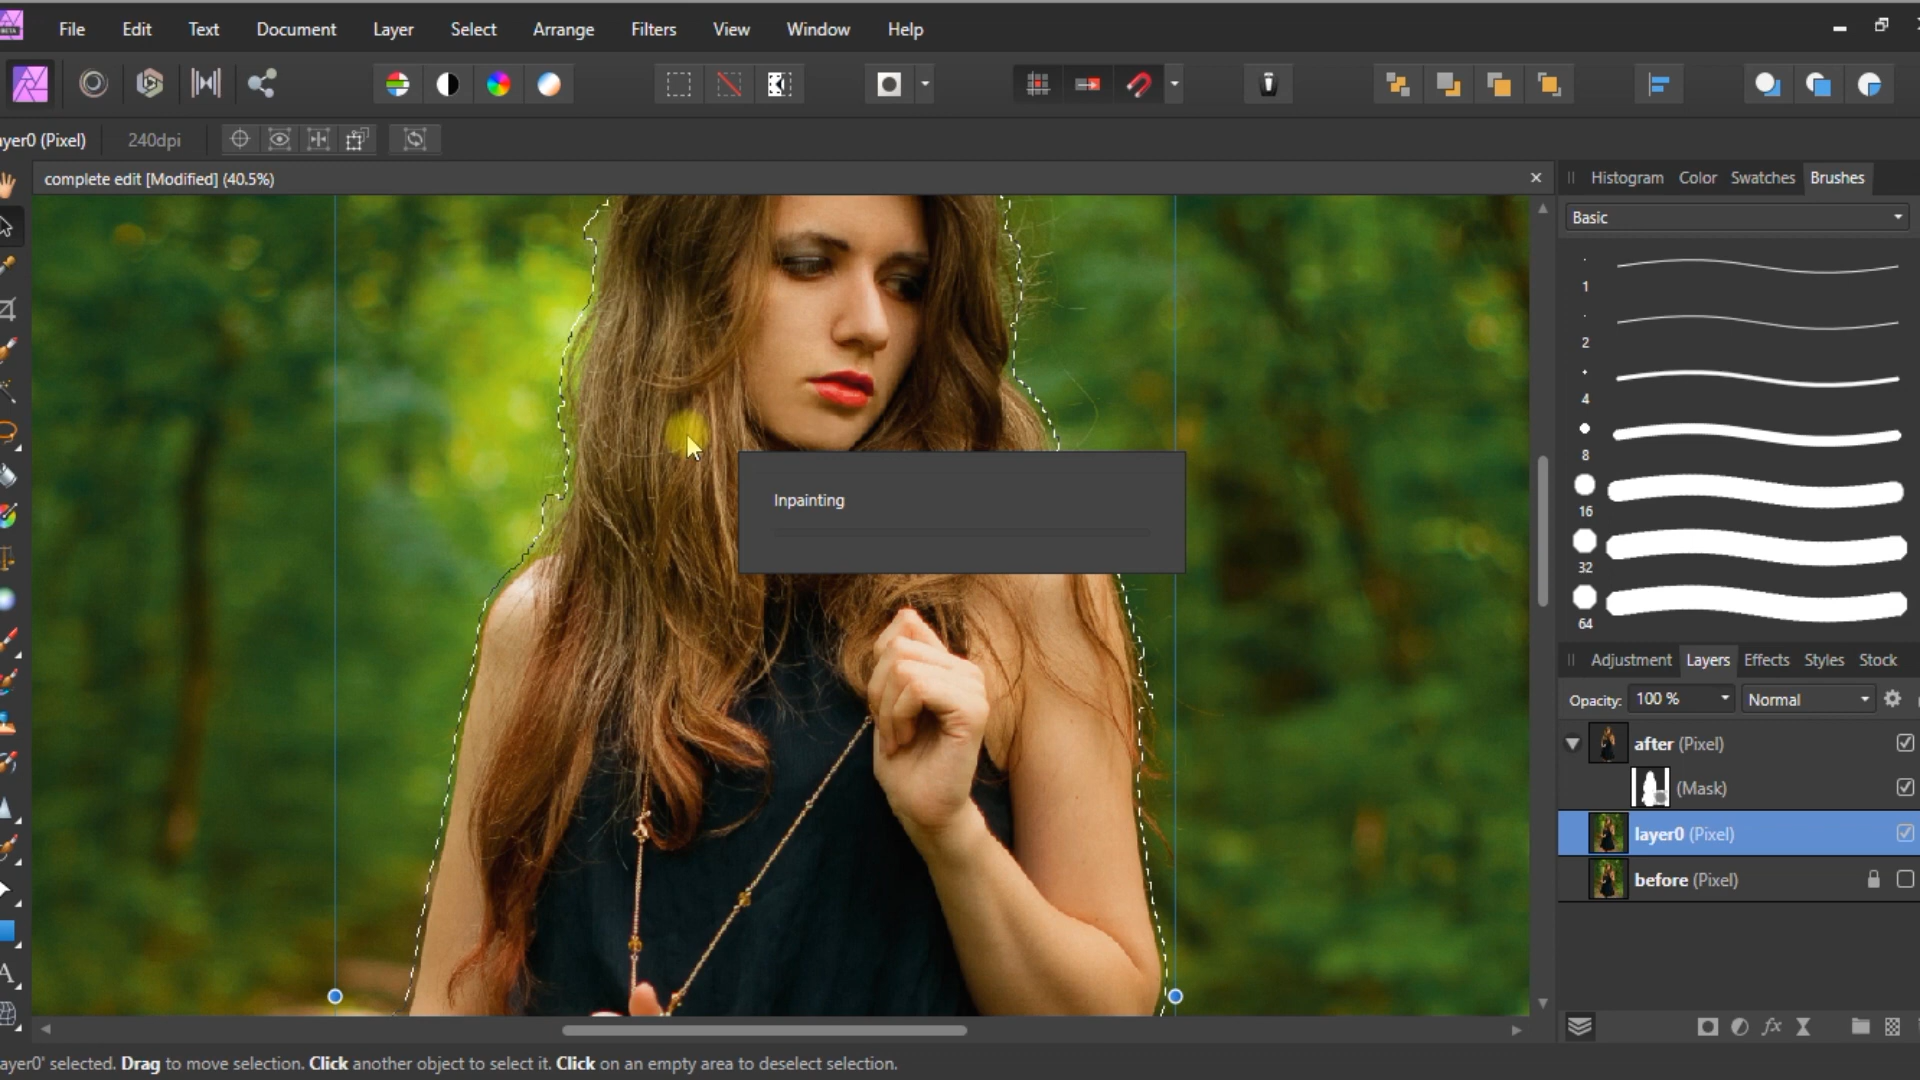 File Edit Text Document Layer Select Arrange Filters View Window Help
ayer0 (Pixel) 240dpi
complete edit [Modified] (40.5%)
Histogram Color Swatches Brushes
Basic
1
2
4
8
16
32
64
Inpainting
Adjustment Layers Effects Styles Stock
Opacity: 100 % Normal
after (Pixel)
(Mask)
layer0 (Pixel)
before (Pixel)
fx
ayer0' selected. Drag to move selection. Click another object to select it. Click on an empty area to deselect selection.